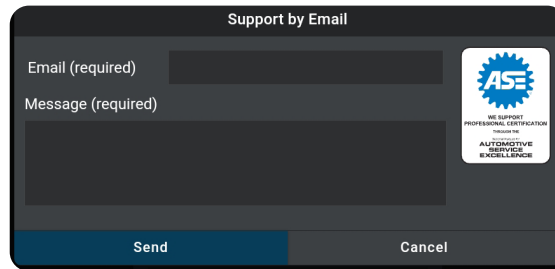 Support by Email
Email (required)
Message (required)
ASE
WE SUPPORT
PROFESSIONAL CERTIFICATION
THROUGH THE
AUTOMOTIVE
SERVICE
EXCELLENCE
Send
Cancel